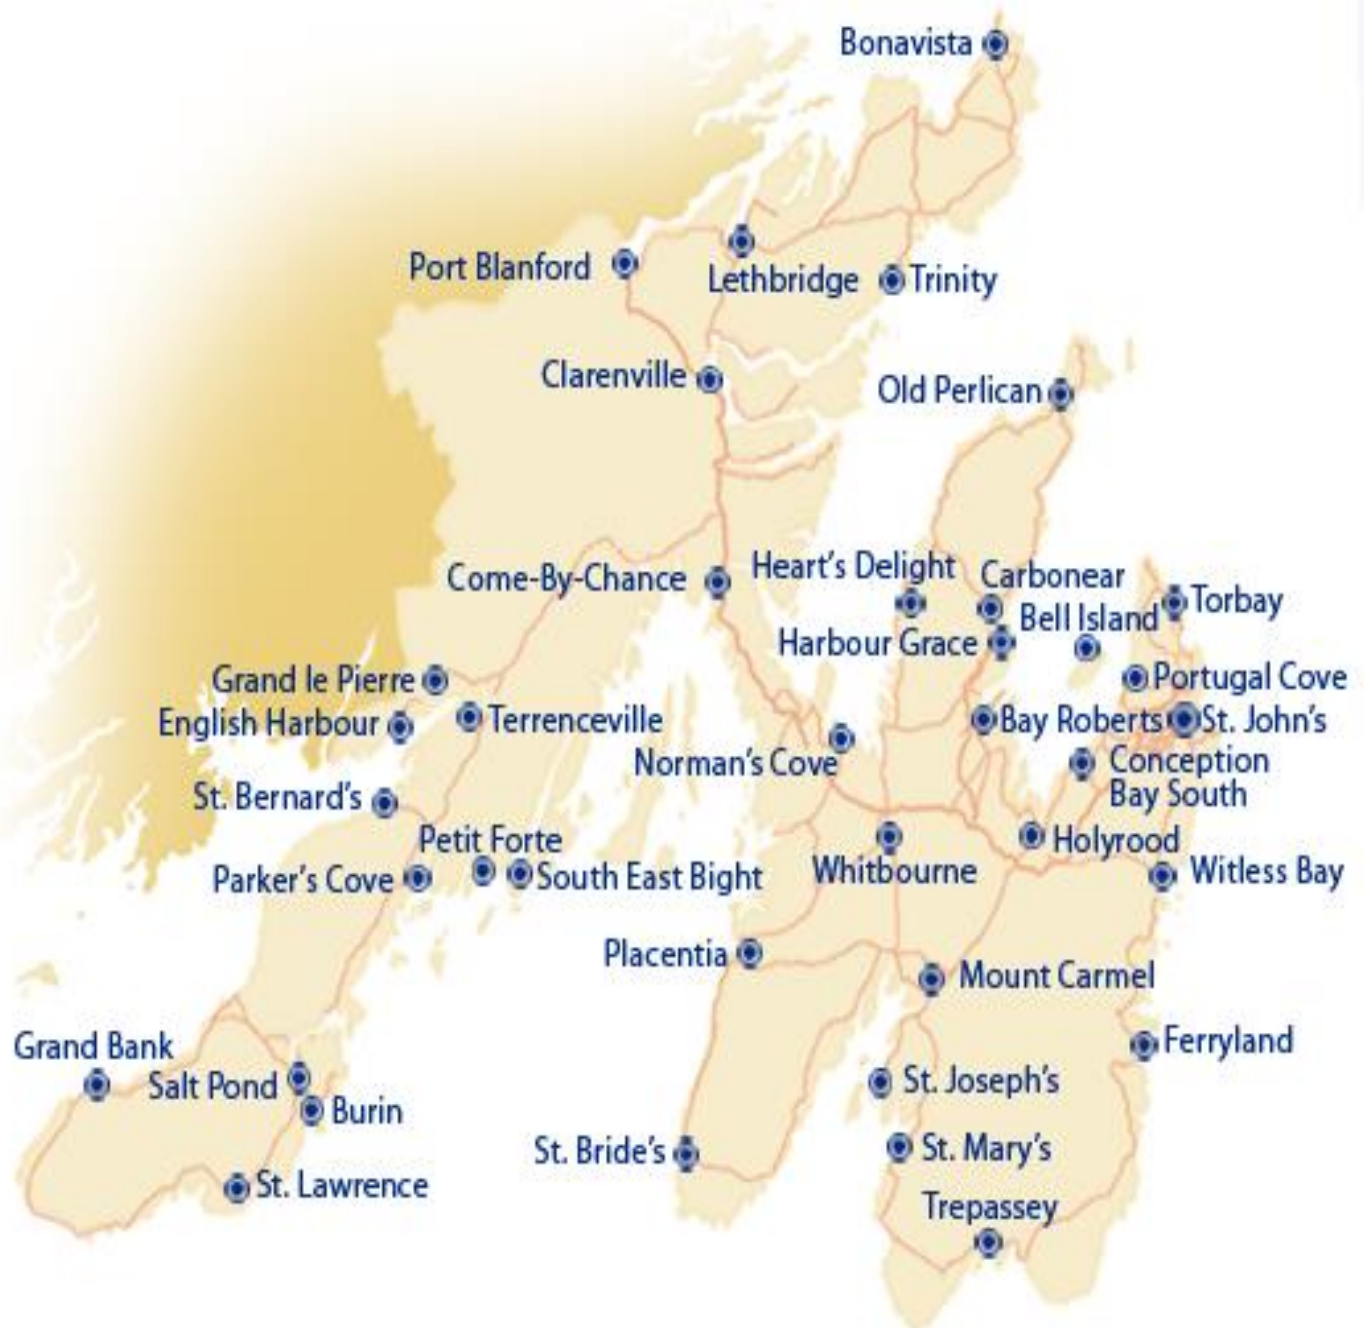 Bonavista
Port Blanford
Lethbridge
Trinity
Clarenville
Old Perlican
Come-By-Chance
Heart's Delight
Carbonear
Bell Island
Torbay
Harbour Grace
Grand le Pierre
Portugal Cove
English Harbour
Terrenceville
Bay Roberts
St. John's
Norman's Cove
Conception
Bay South
St. Bernard's
Petit Forte
Holyrood
Parker's Cove
South East Bight
Whitbourne
Witless Bay
Placentia
Mount Carmel
Grand Bank
Ferryland
Salt Pond
St. Joseph's
Burin
St. Bride's
St. Mary's
St. Lawrence
Trepassey